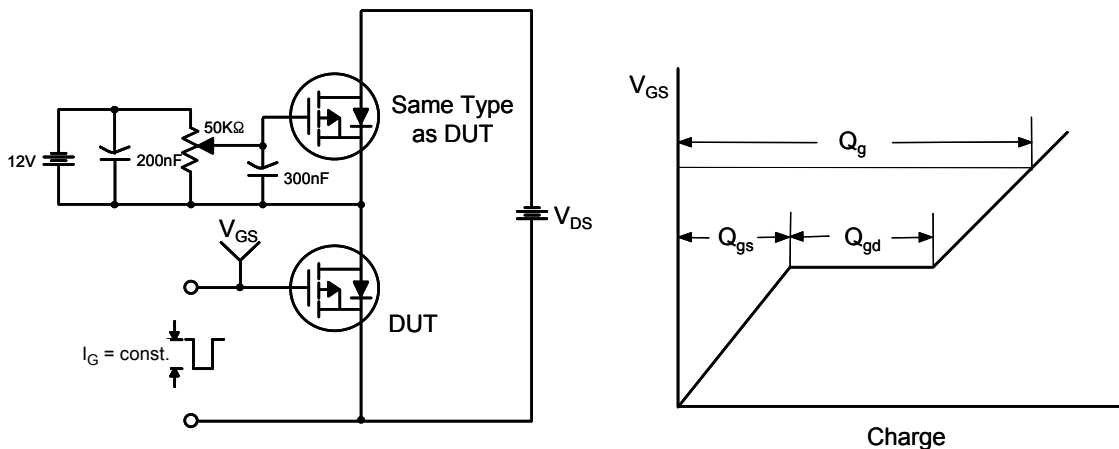 Same Type
as DUT
50KΩ
12V
200nF
300nF
V_GS
V_DS
DUT
I_G = const.
V_GS
Q_g
Q_gs
Q_gd
Charge